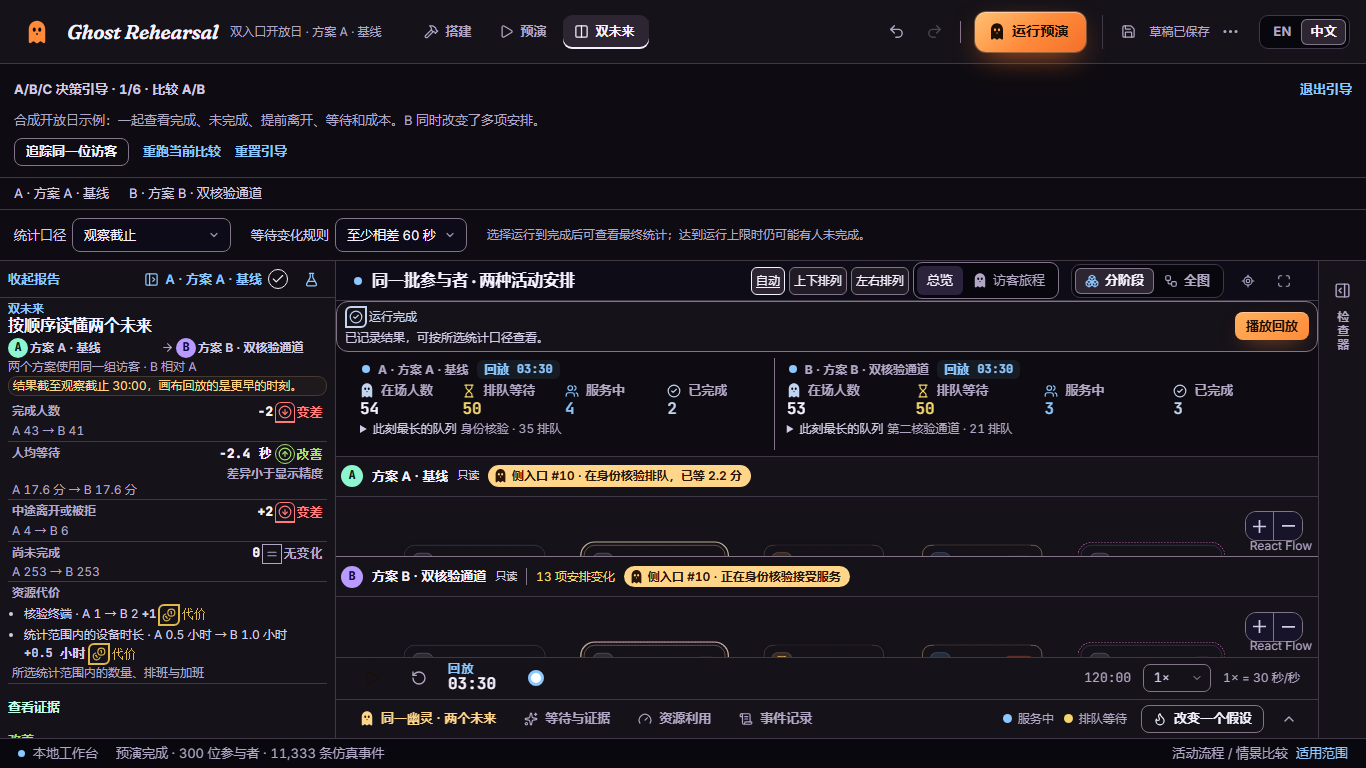 Ghost Rehearsal 双入口开放日 · 方案 A · 基线 搭建 预演 双未来 运行预演 草稿已保存 EN 中文
A/B/C 决策引导 · 1/6 · 比较 A/B 退出引导
合成开放日示例：一起查看完成、未完成、提前离开、等待和成本。B 同时改变了多项安排。
追踪同一位访客 重跑当前比较 重置引导
A · 方案 A · 基线 B · 方案 B · 双核验通道
统计口径 观察截止 等待变化规则 至少相差 60 秒 选择运行到完成后可查看最终统计；达到运行上限时仍可能有人未完成。
收起报告 A · 方案 A · 基线
双未来
按顺序读懂两个未来
A 方案 A · 基线 → B 方案 B · 双核验通道
两个方案使用同一组访客 · B 相对 A
结果截至观察截止 30:00，画布回放的是更早的时刻。
完成人数 -2 变差
A 43 → B 41
人均等待 -2.4 秒 改善
差异小于显示精度
A 17.6 分 → B 17.6 分
中途离开或被拒 +2 变差
A 4 → B 6
尚未完成 0 = 无变化
A 253 → B 253
资源代价
• 核验终端 · A 1 → B 2 +1 代价
• 统计范围内的设备时长 · A 0.5 小时 → B 1.0 小时
+0.5 小时 代价
所选统计范围内的数量、排班与加班
查看证据
改善
同一批参与者 · 两种活动安排 自动 上下排列 左右排列 总览 访客旅程 分阶段 全图
运行完成
已记录结果，可按所选统计口径查看。
播放回放
A · 方案 A · 基线 回放 03:30
在场人数 排队等待 服务中 已完成
54 50 4 2
此刻最长的队列 身份核验 · 35 排队
B · 方案 B · 双核验通道 回放 03:30
在场人数 排队等待 服务中 已完成
53 50 3 3
此刻最长的队列 第二核验通道 · 21 排队
A 方案 A · 基线 只读 侧入口 #10 · 在身份核验排队，已等 2.2 分
React Flow
B 方案 B · 双核验通道 只读 13 项安排变化 侧入口 #10 · 正在身份核验接受服务
React Flow
回放
03:30
120:00 1× 1× = 30 秒/秒
同一幽灵 · 两个未来 等待与证据 资源利用 事件记录 服务中 排队等待 改变一个假设
检查器
本地工作台 预演完成 · 300 位参与者 · 11,333 条仿真事件 活动流程 / 情景比较 适用范围